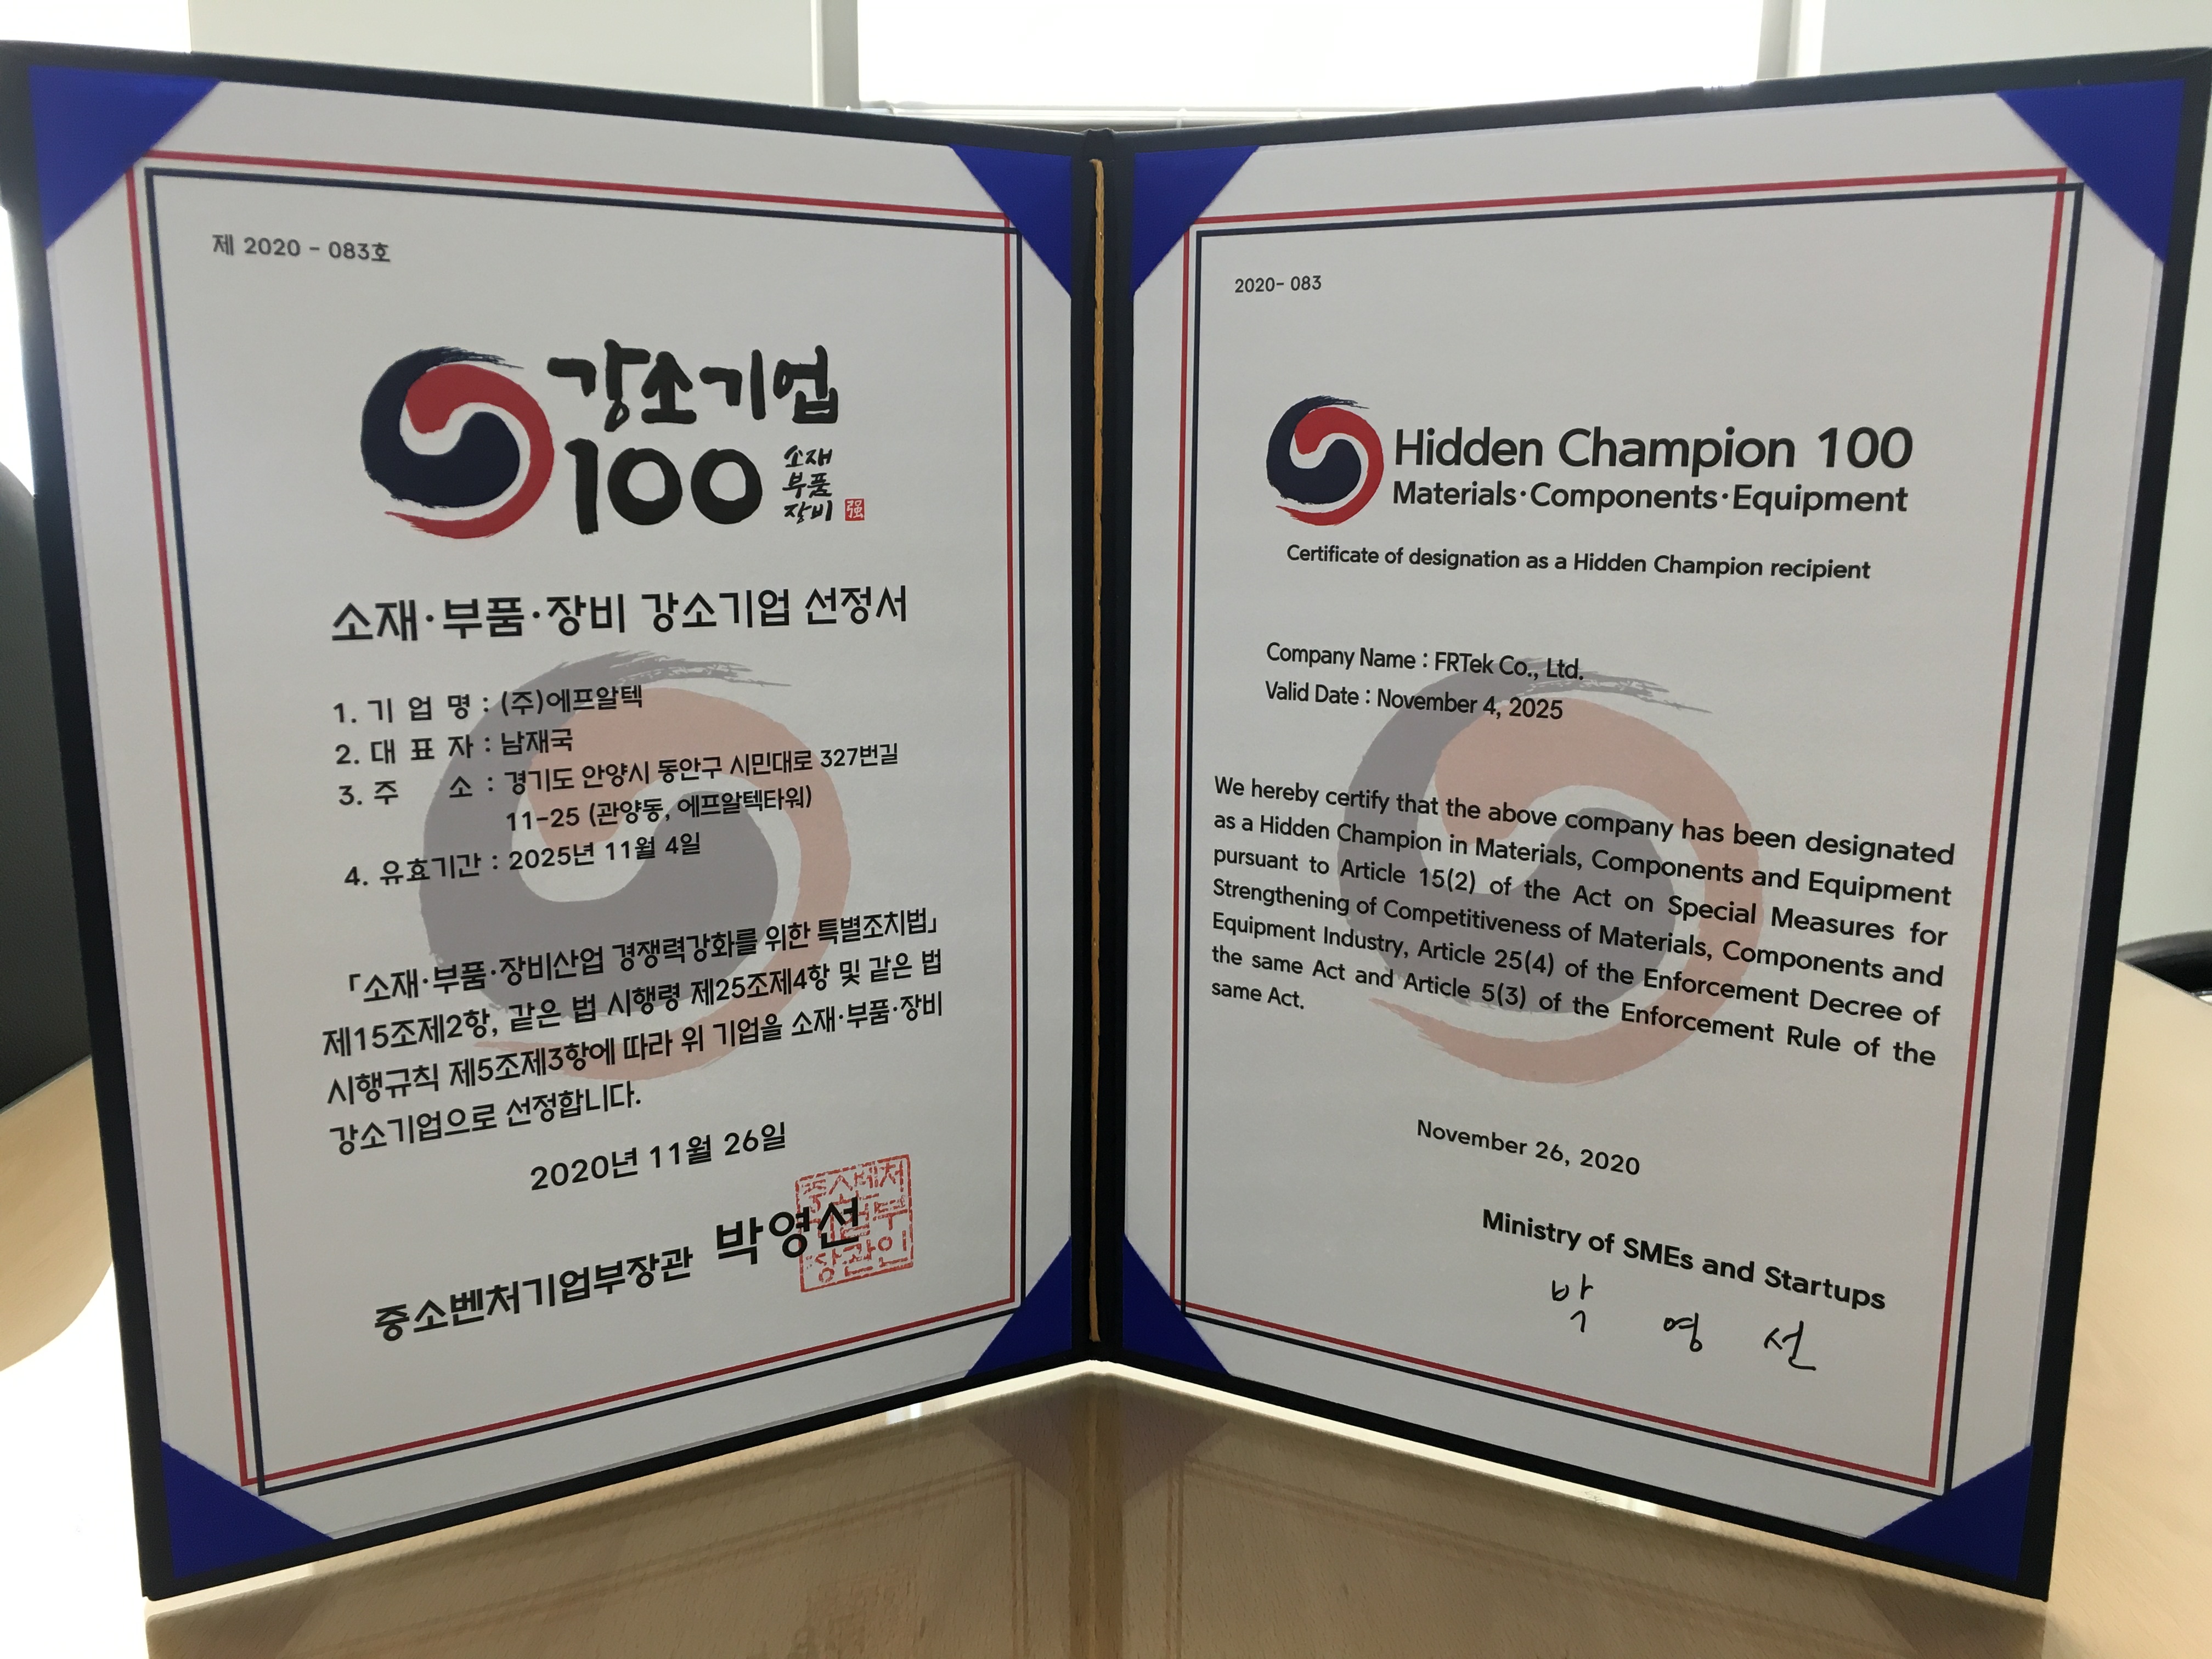 제 2020 - 083호
강소기업
100
소재
부품
장비
强
소재·부품·장비 강소기업 선정서
1. 기 업 명 : (주)에프알텍
2. 대 표 자 : 남재국
3. 주 소 : 경기도 안양시 동안구 시민대로 327번길
11-25 (관양동, 에프알텍타워)
4. 유효기간 : 2025년 11월 4일
「소재·부품·장비산업 경쟁력강화를 위한 특별조치법」
제15조제2항, 같은 법 시행령 제25조제4항 및 같은 법
시행규칙 제5조제3항에 따라 위 기업을 소재·부품·장비
강소기업으로 선정합니다.
2020년 11월 26일
중소벤처기업부장관 박영선
중소벤처
기업부
장관인
2020- 083
Hidden Champion 100
Materials·Components·Equipment
Certificate of designation as a Hidden Champion recipient
Company Name : FRTek Co., Ltd.
Valid Date : November 4, 2025
We hereby certify that the above company has been designated
as a Hidden Champion in Materials, Components and Equipment
pursuant to Article 15(2) of the Act on Special Measures for
Strengthening of Competitiveness of Materials, Components and
Equipment Industry, Article 25(4) of the Enforcement Decree of
the same Act and Article 5(3) of the Enforcement Rule of the
same Act.
November 26, 2020
Ministry of SMEs and Startups
박 영 선